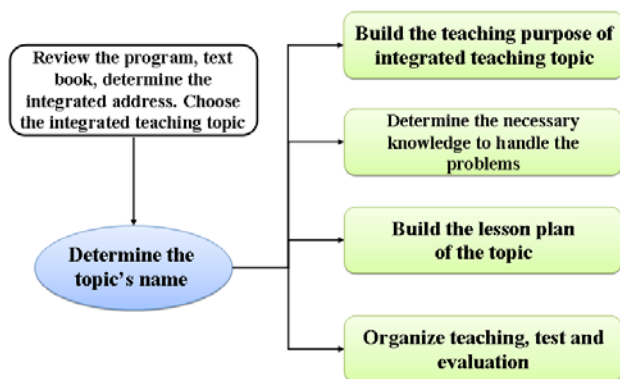 Review the program, text
book, determine the
integrated address. Choose
the integrated teaching topic
Determine the
topic's name
Build the teaching purpose of
integrated teaching topic
Determine the necessary
knowledge to handle the
problems
Build the lesson plan
of the topic
Organize teaching, test and
evaluation